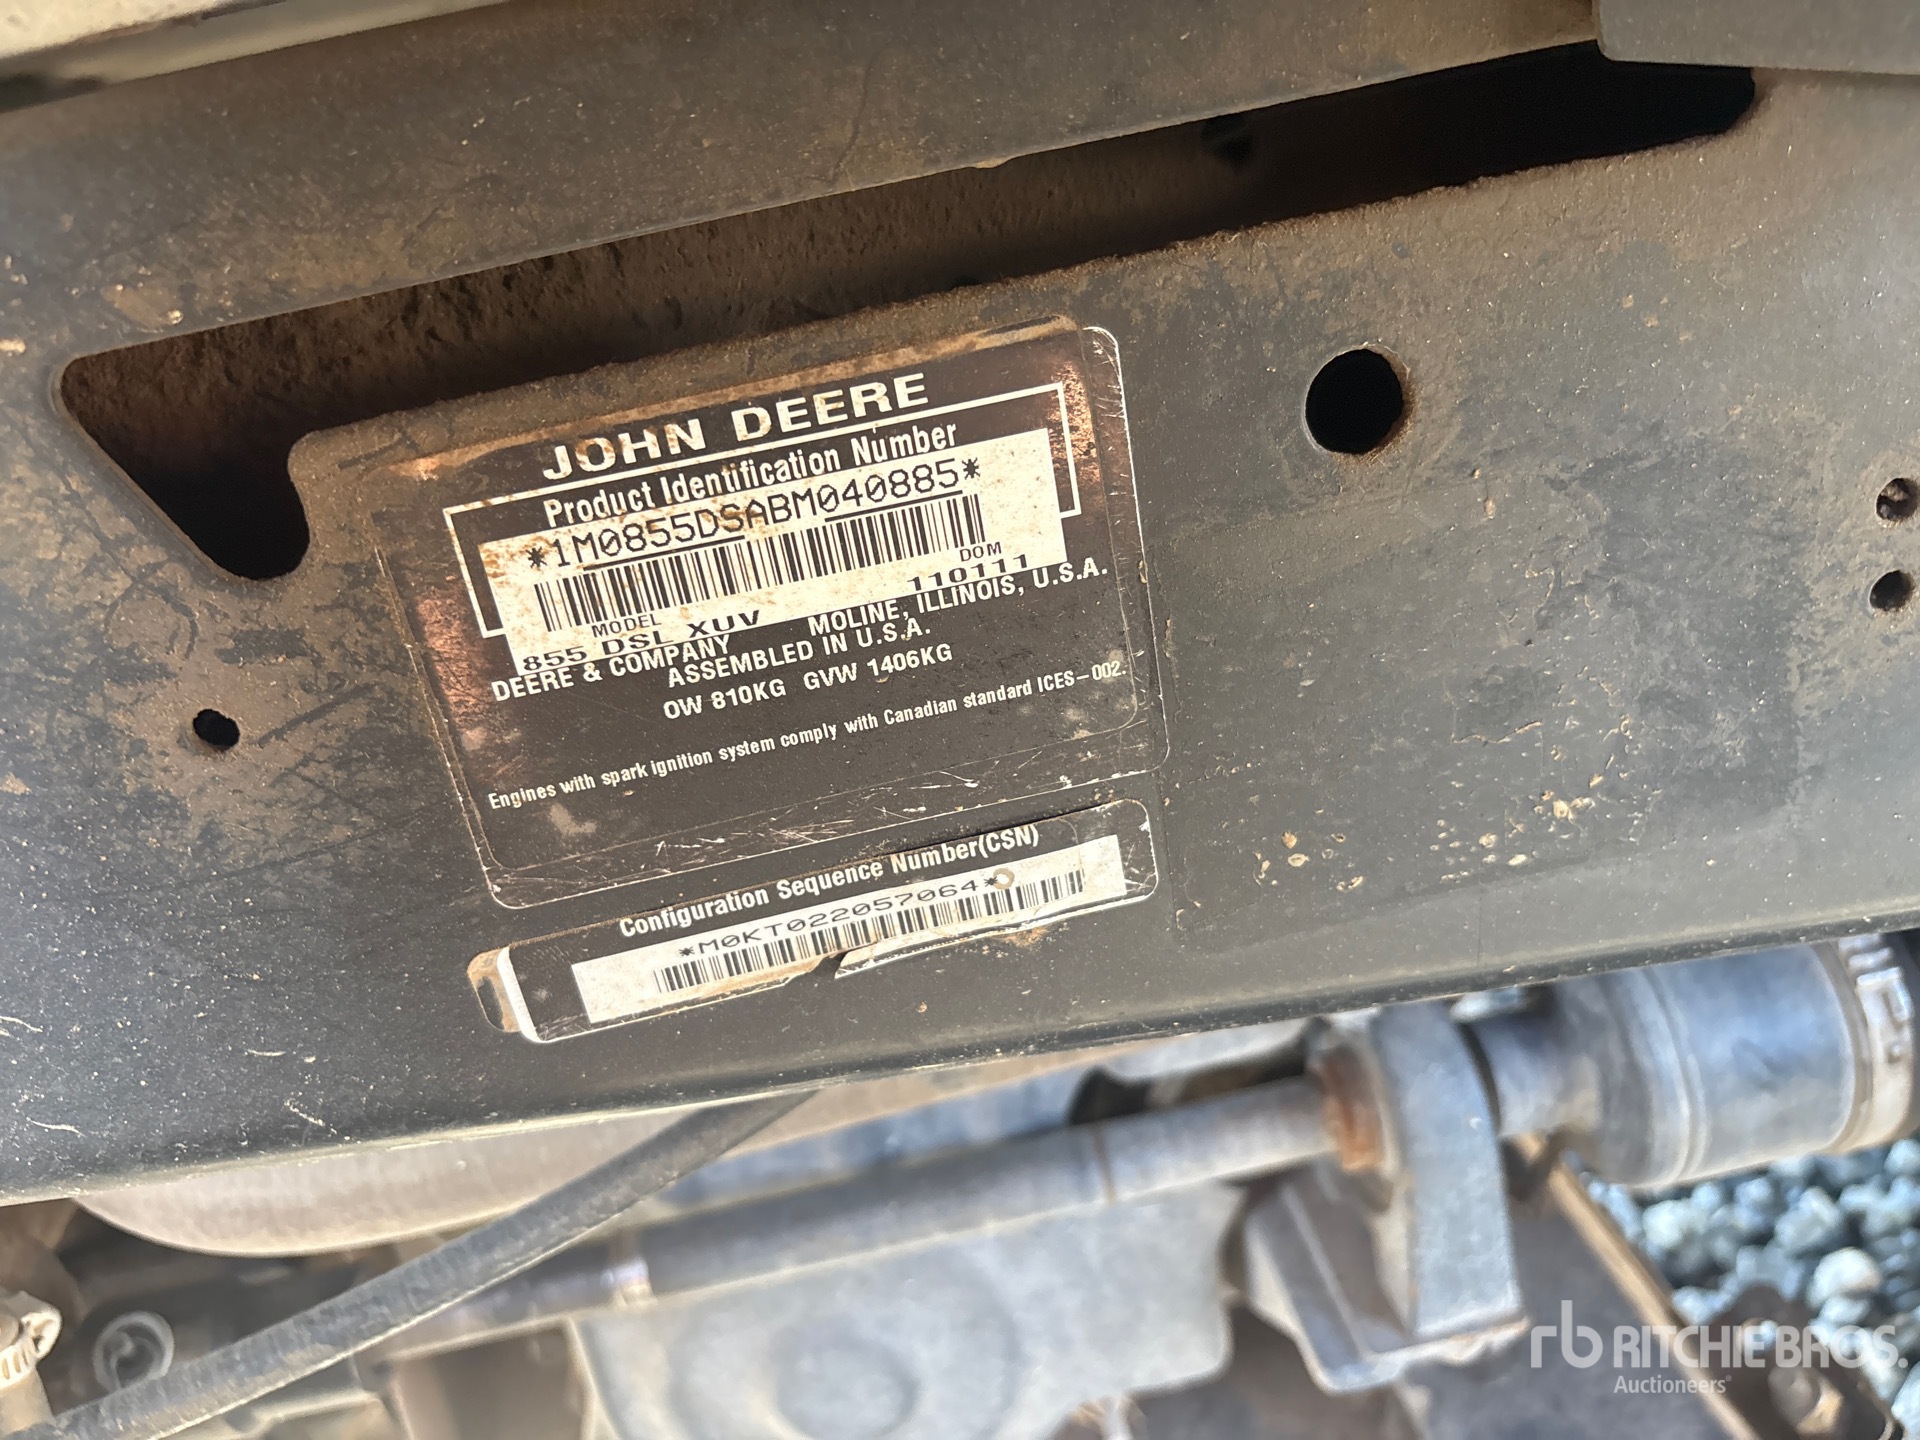 JOHN DEERE
Product Identification Number
*1M0855DSABM040885*
MODEL DOM
855 DSL XUV 110111
DEERE & COMPANY MOLINE, ILLINOIS, U.S.A.
ASSEMBLED IN U.S.A.
OW 810KG GVW 1406KG
Engines with spark ignition system comply with Canadian standard ICES-002.
Configuration Sequence Number(CSN)
*M0KT022057064*
rb RITCHIE BROS.
Auctioneers